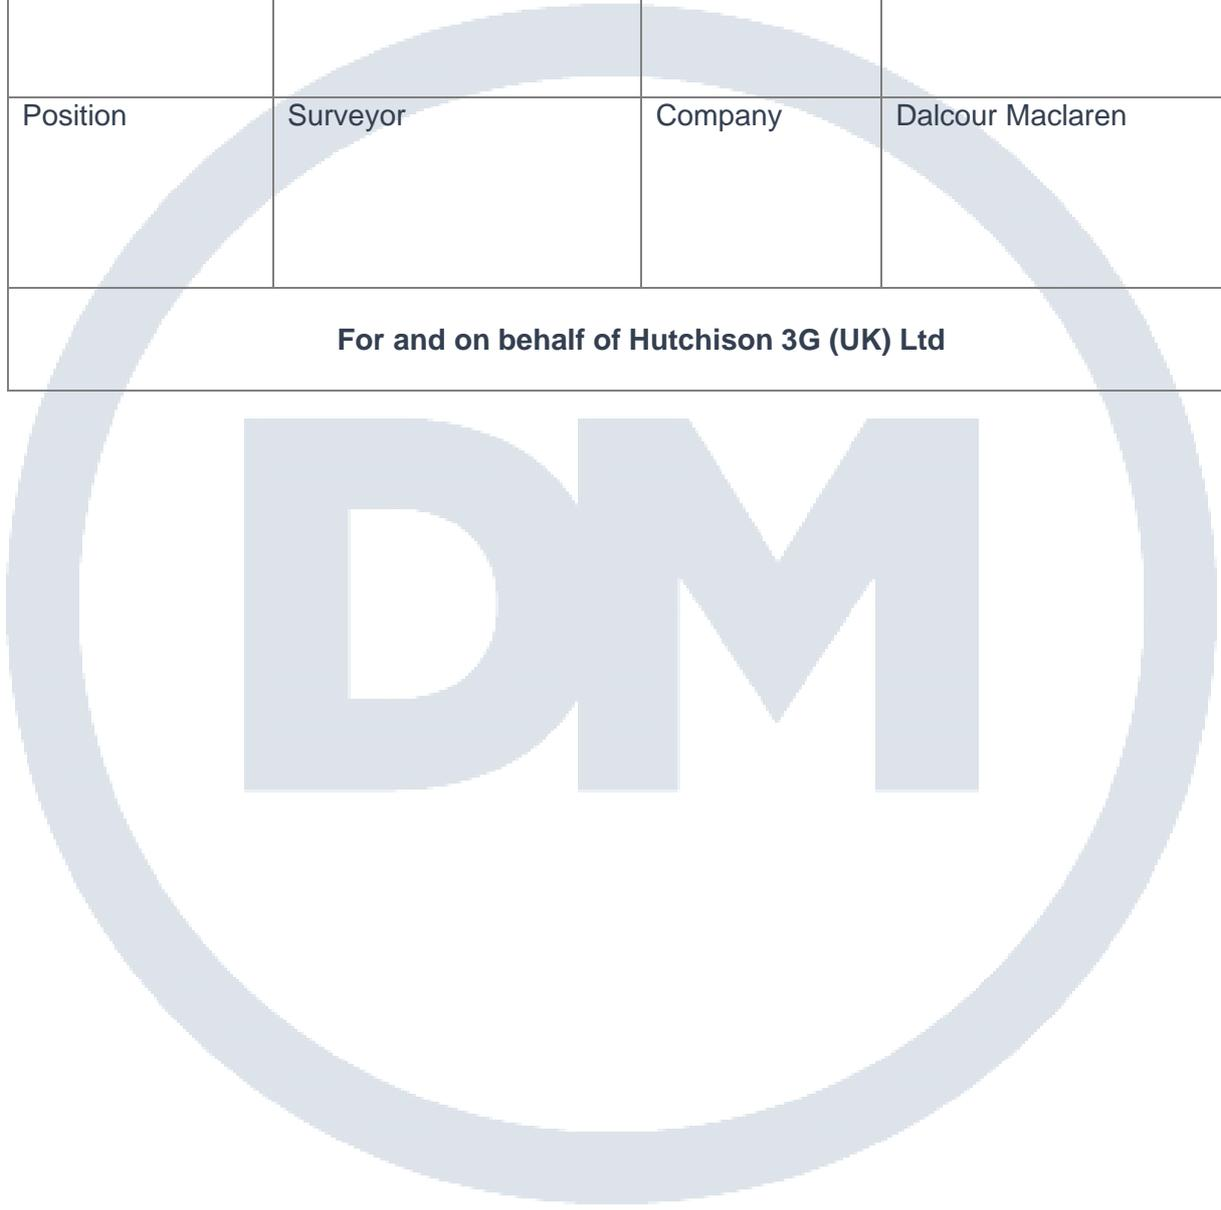 Position Surveyor Company Dalcour Maclaren
For and on behalf of Hutchison 3G (UK) Ltd
DM